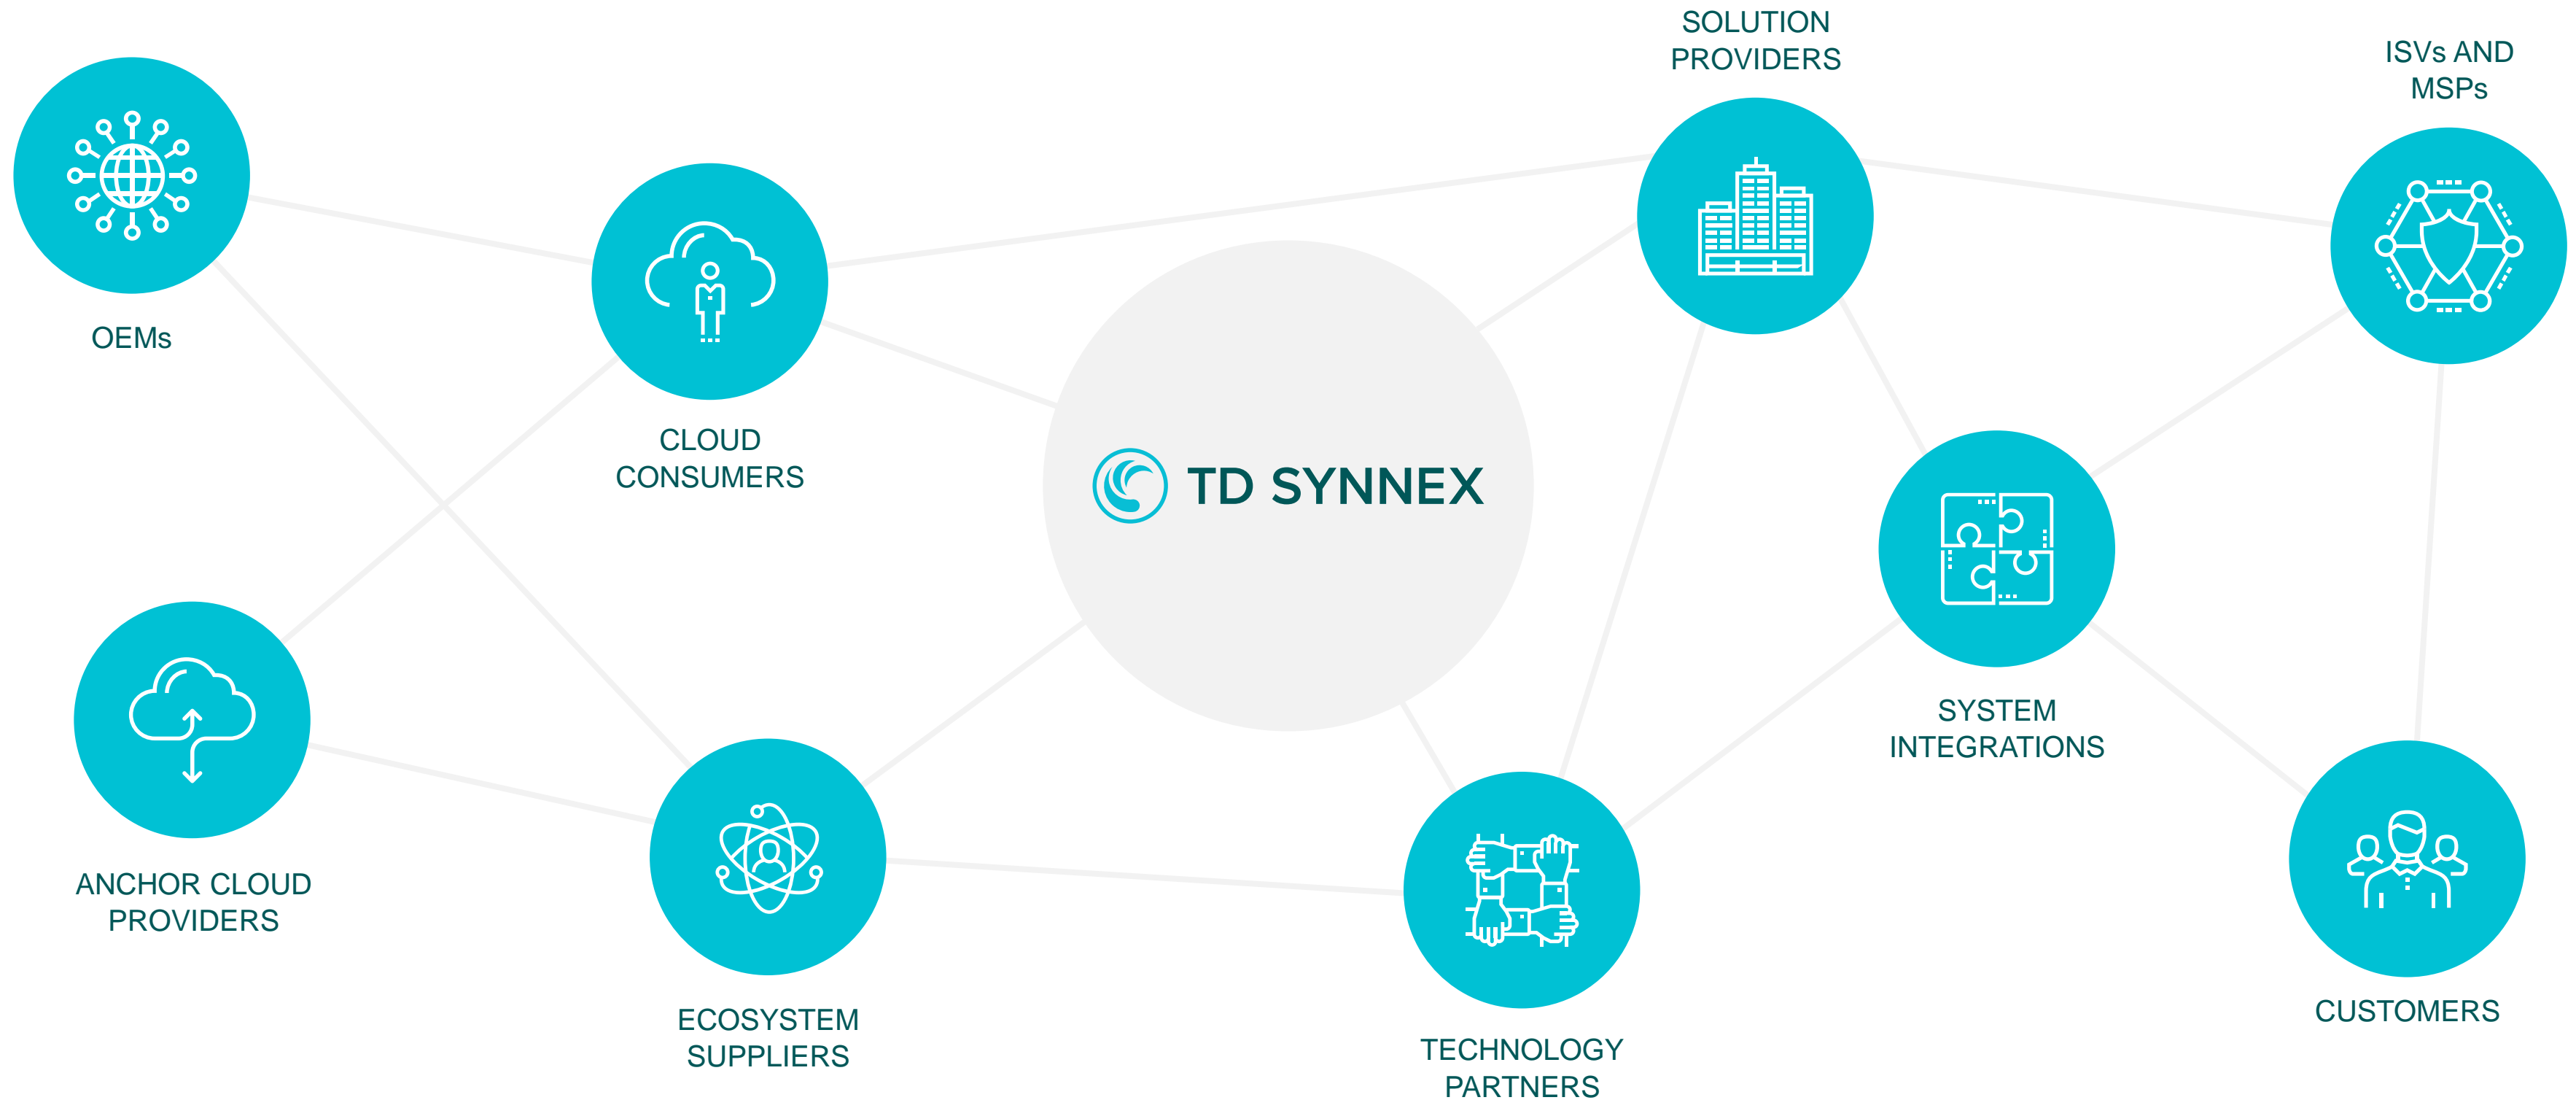 SOLUTION
PROVIDERS
ISVs AND
MSPs
OEMs
CLOUD
CONSUMERS
TD SYNNEX
SYSTEM
INTEGRATIONS
ANCHOR CLOUD
PROVIDERS
ECOSYSTEM
SUPPLIERS
TECHNOLOGY
PARTNERS
CUSTOMERS